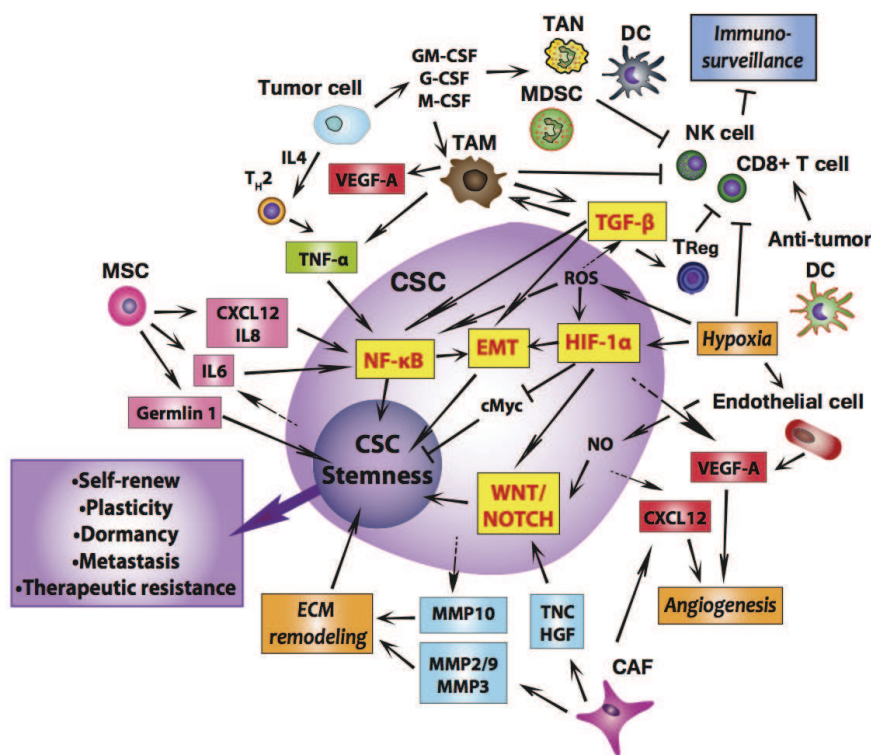 TAN
DC
Immuno-
surveillance
GM-CSF
G-CSF
M-CSF
Tumor cell
MDSC
NK cell
TAM
IL4
CD8+ T cell
VEGF-A
TH2
TGF-β
TReg
Anti-tumor
TNF-α
DC
MSC
CSC
ROS
CXCL12
IL8
NF-κB
EMT
HIF-1α
Hypoxia
IL6
cMyc
Endothelial cell
Germlin 1
CSC
Stemness
NO
VEGF-A
•Self-renew
•Plasticity
•Dormancy
•Metastasis
•Therapeutic resistance
WNT/
NOTCH
CXCL12
ECM
remodeling
MMP10
TNC
HGF
Angiogenesis
MMP2/9
MMP3
CAF